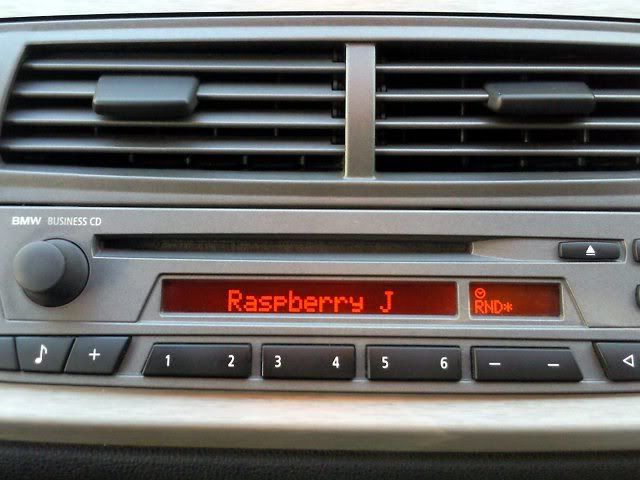 BMW BUSINESS CD
Raspberry J
RND*
+ 1 2 3 4 5 6 — —